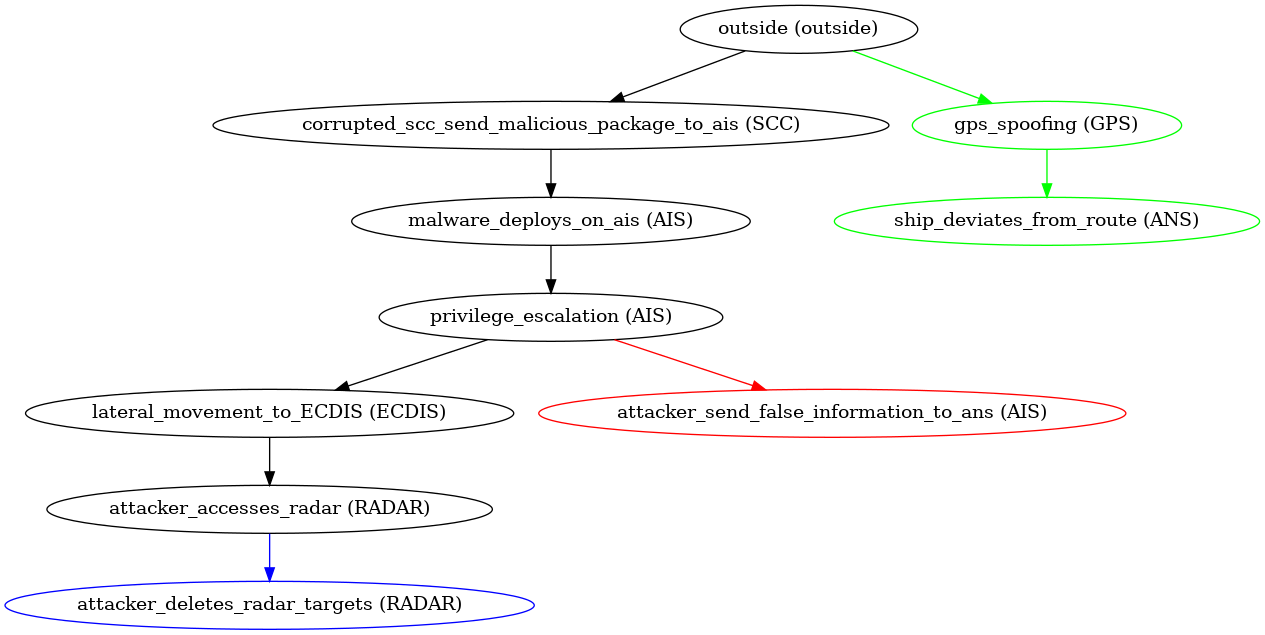 outside (outside)
corrupted_scc_send_malicious_package_to_ais (SCC)
gps_spoofing (GPS)
malware_deploys_on_ais (AIS)
ship_deviates_from_route (ANS)
privilege_escalation (AIS)
lateral_movement_to_ECDIS (ECDIS)
attacker_send_false_information_to_ans (AIS)
attacker_accesses_radar (RADAR)
attacker_deletes_radar_targets (RADAR)